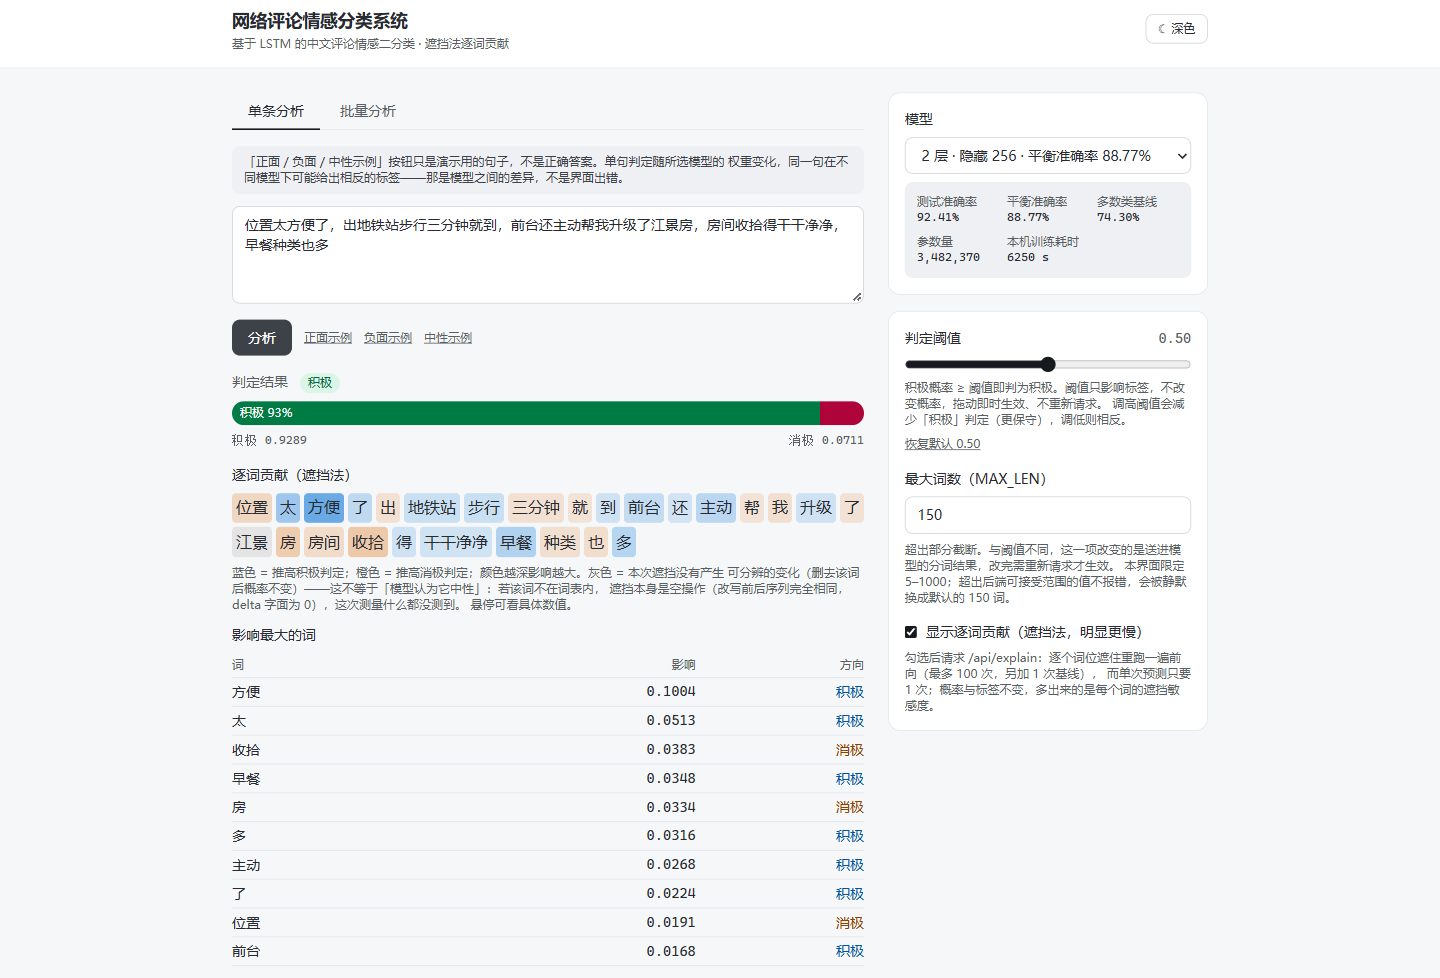 网络评论情感分类系统
基于 LSTM 的中文评论情感二分类 · 遮挡法逐词贡献
☾ 深色
单条分析
批量分析
「正面 / 负面 / 中性示例」按钮只是演示用的句子，不是正确答案。单句判定随所选模型的 权重变化，同一句在不
同模型下可能给出相反的标签——那是模型之间的差异，不是界面出错。
位置太方便了，出地铁站步行三分钟就到，前台还主动帮我升级了江景房，房间收拾得干干净净，
早餐种类也多
分析 正面示例 负面示例 中性示例
判定结果 积极
积极 93%
积极 0.9289 消极 0.0711
逐词贡献（遮挡法）
位置 太 方便 了 出 地铁站 步行 三分钟 就 到 前台 还 主动 帮 我 升级 了
江景 房 房间 收拾 得 干干净净 早餐 种类 也 多
蓝色 = 推高积极判定；橙色 = 推高消极判定；颜色越深影响越大。灰色 = 本次遮挡没有产生 可分辨的变化（删去该词
后概率不变）——这不等于「模型认为它中性」：若该词不在词表内， 遮挡本身是空操作（改写前后序列完全相同，
delta 字面为 0），这次测量什么都没测到。 悬停可看具体数值。
影响最大的词
词 影响 方向
方便 0.1004 积极
太 0.0513 积极
收拾 0.0383 消极
早餐 0.0348 积极
房 0.0334 消极
多 0.0316 积极
主动 0.0268 积极
了 0.0224 积极
位置 0.0191 消极
前台 0.0168 积极
模型
2 层 · 隐藏 256 · 平衡准确率 88.77%
测试准确率 平衡准确率 多数类基线
92.41% 88.77% 74.30%
参数量 本机训练耗时
3,482,370 6250 s
判定阈值 0.50
积极概率 ≥ 阈值即判为积极。阈值只影响标签，不改
变概率，拖动即时生效、不重新请求。 调高阈值会减
少「积极」判定（更保守），调低则相反。
恢复默认 0.50
最大词数（MAX_LEN）
150
超出部分截断。与阈值不同，这一项改变的是送进模
型的分词结果，改完需重新请求才生效。 本界面限定
5–1000；超出后端可接受范围的值不报错，会被静默
换成默认的 150 词。
显示逐词贡献（遮挡法，明显更慢）
勾选后请求 /api/explain：逐个词位遮住重跑一遍前
向（最多 100 次，另加 1 次基线）， 而单次预测只要
1 次；概率与标签不变，多出来的是每个词的遮挡敏
感度。